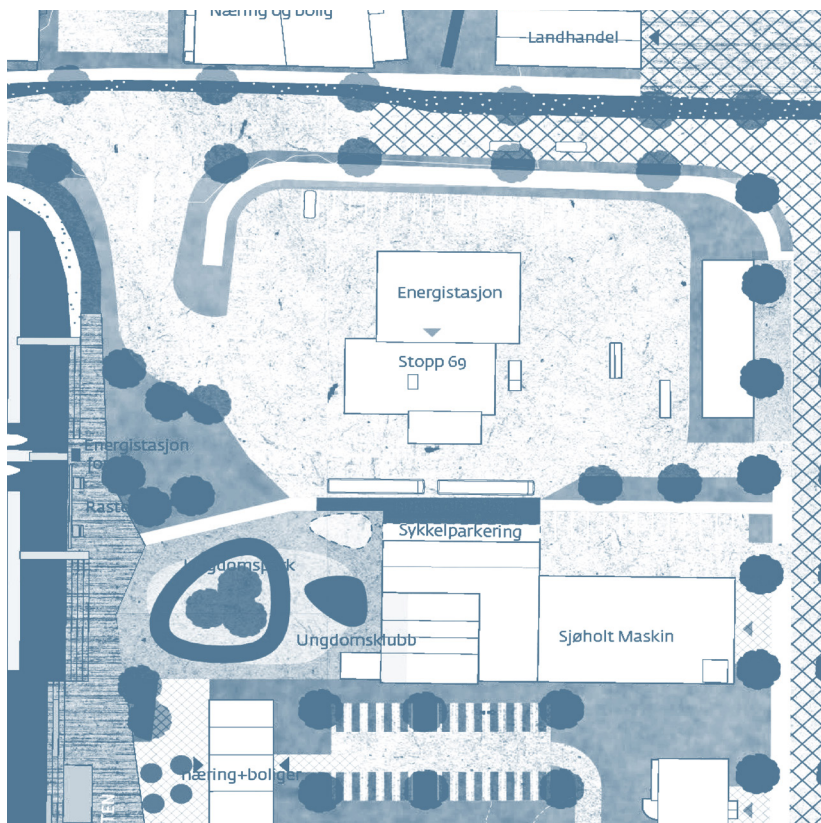 Næring og bolig
Landhandel
Energistasjon
Stopp 69
Energistasjon
Sykkelparkering
Ungdomsklubb
Sjøholt Maskin
næring+boliger